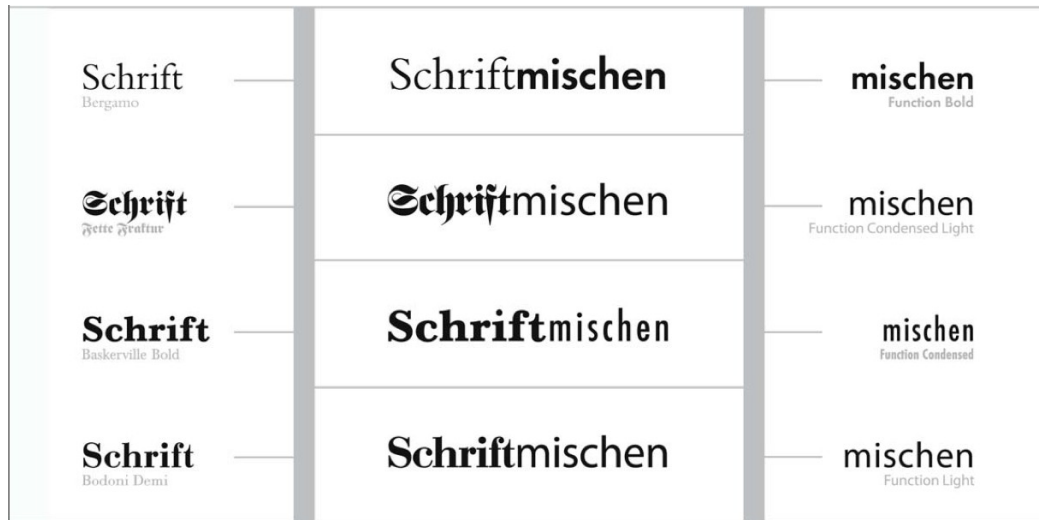 Schrift
Bergamo
Schriftmischen
mischen
Function Bold
Schrift
Fette Fraktur
Schriftmischen
mischen
Function Condensed Light
Schrift
Baskerville Bold
Schriftmischen
mischen
Function Condensed
Schrift
Bodoni Demi
Schriftmischen
mischen
Function Light